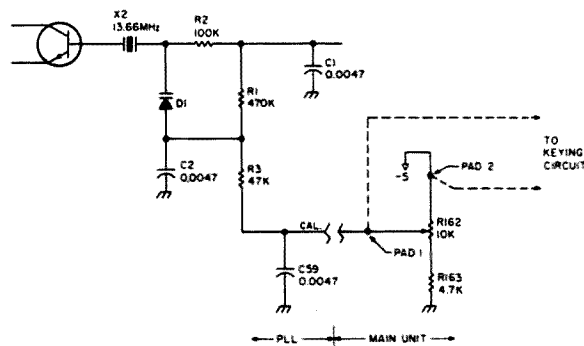 X2
13.66MHz
R2
100K
C1
0.0047
D1
R1
470K
C2
0.0047
R3
47K
TO
KEYING
CIRCUIT
-5
PAD 2
CAL.
PAD 1
R162
10K
C59
0.0047
R163
4.7K
PLL
MAIN UNIT